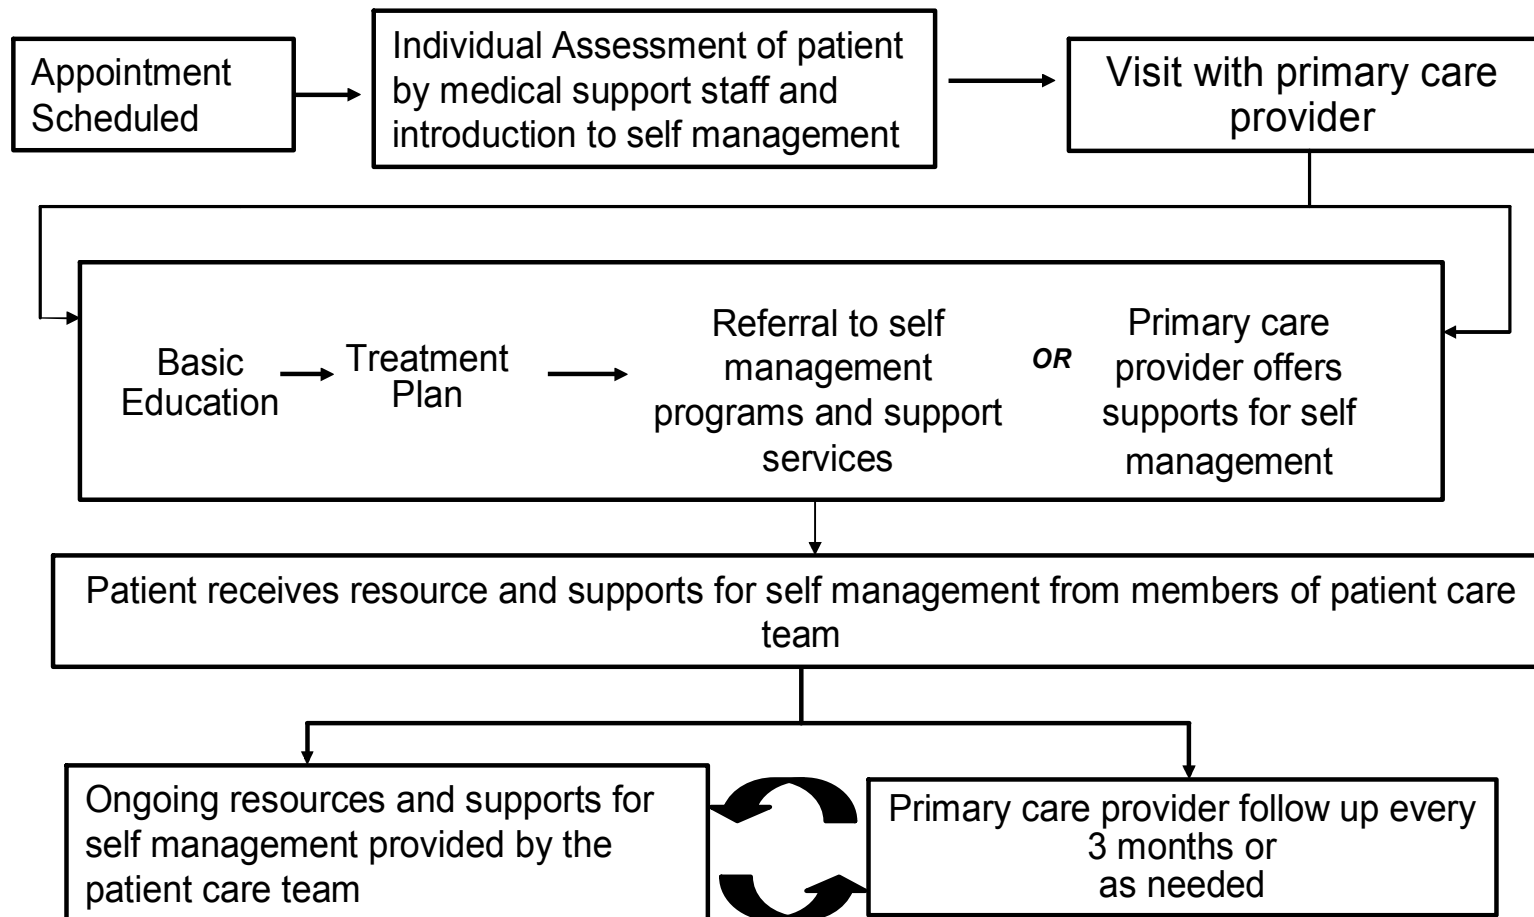 Appointment
Scheduled
Individual Assessment of patient
by medical support staff and
introduction to self management
Visit with primary care
provider
Basic
Education
Treatment
Plan
Referral to self
management
programs and support
services
OR
Primary care
provider offers
supports for self
management
Patient receives resource and supports for self management from members of patient care
team
Ongoing resources and supports for
self management provided by the
patient care team
Primary care provider follow up every
3 months or
as needed